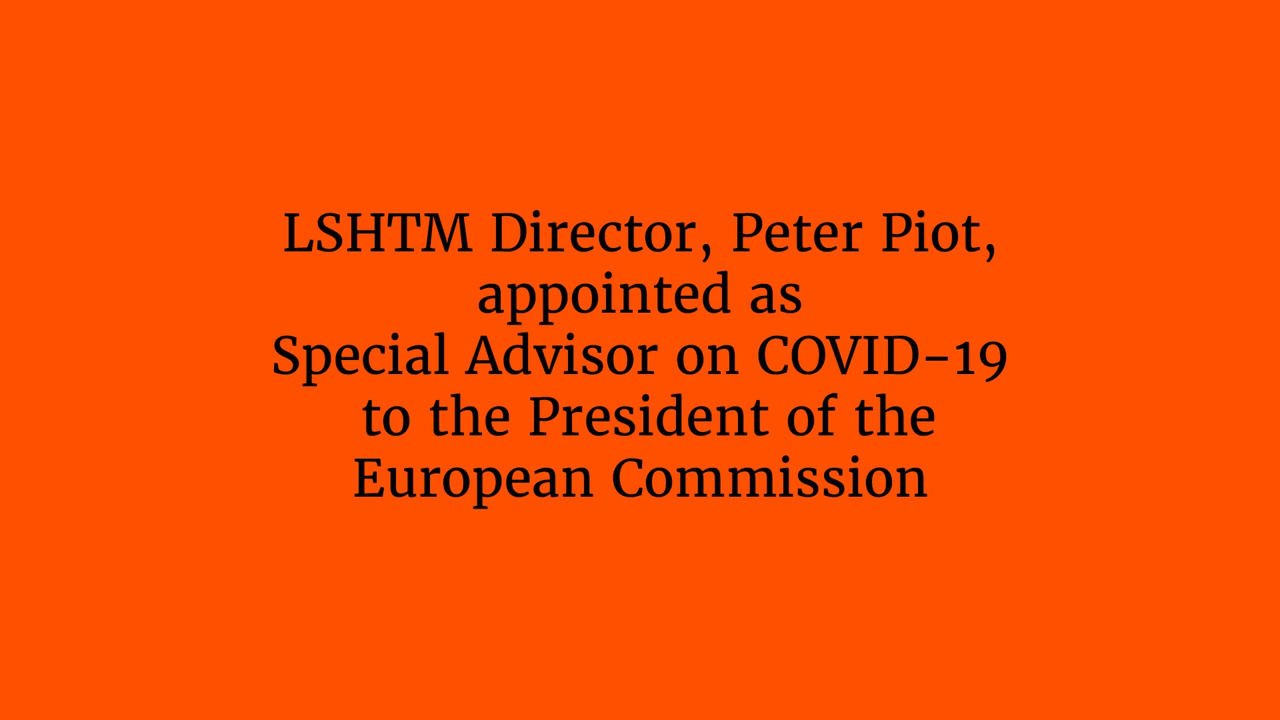 LSHTM Director, Peter Piot,
appointed as
Special Advisor on COVID-19
to the President of the
European Commission